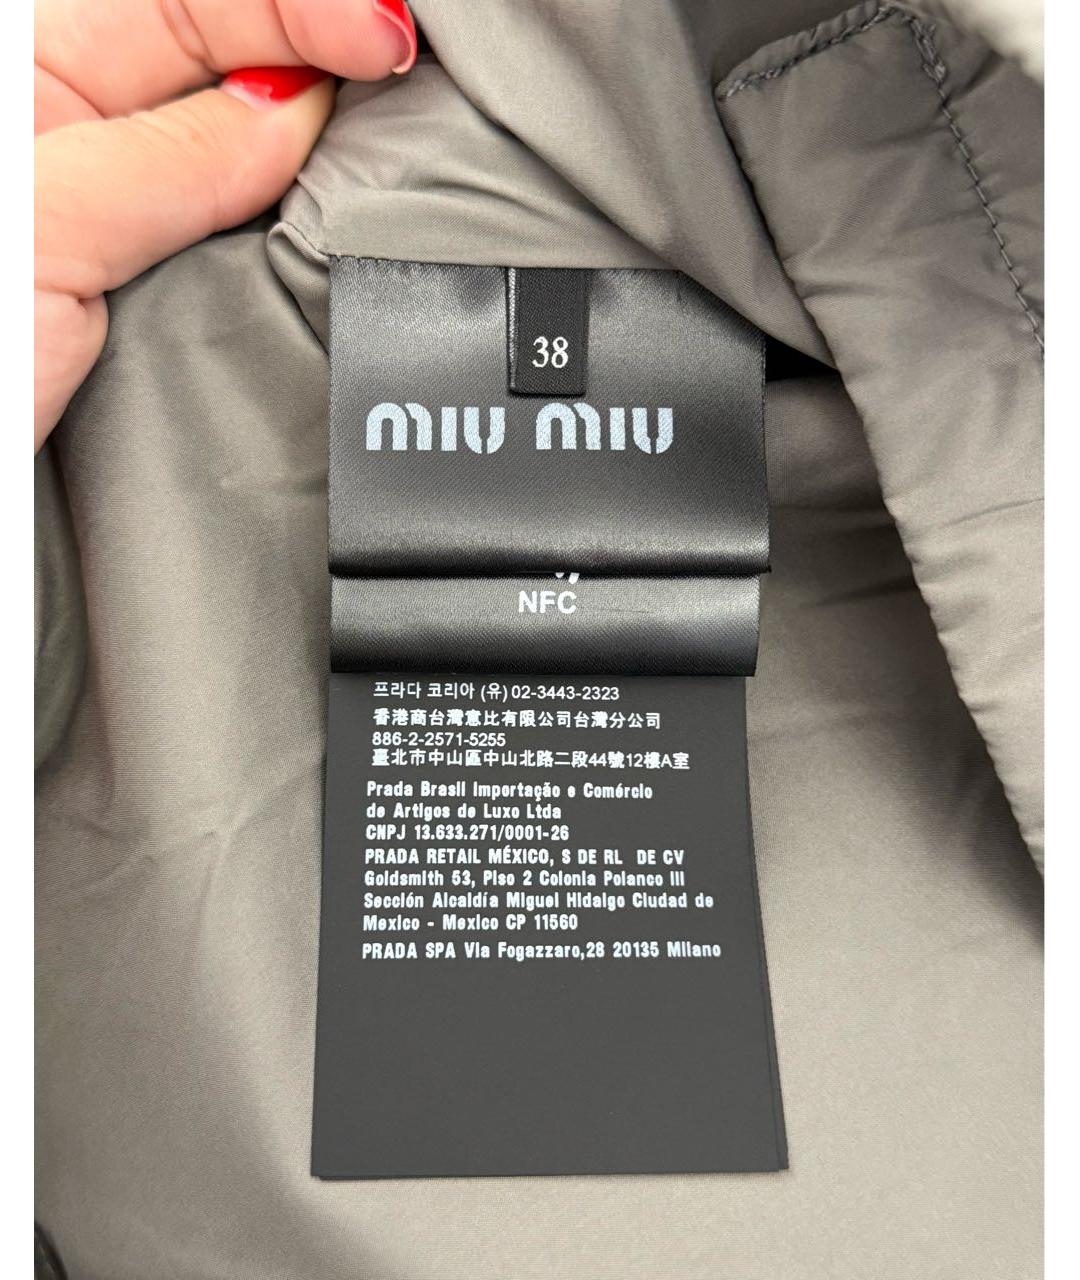 38
miu miu
NFC
프라다 코리아 (유) 02-3443-2323
香港商台灣意比有限公司台灣分公司
886-2-2571-5255
臺北市中山區中山北路二段44號12樓A室
Prada Brasil Importação e Comércio
de Artigos de Luxo Ltda
CNPJ 13.633.271/0001-26
PRADA RETAIL MÉXICO, S DE RL DE CV
Goldsmith 53, Piso 2 Colonia Polanco III
Sección Alcaldía Miguel Hidalgo Ciudad de
Mexico - Mexico CP 11560
PRADA SPA Via Fogazzaro,28 20135 Milano